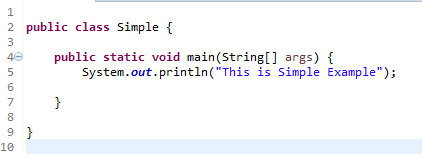 1
2 public class Simple {
3
4 public static void main(String[] args) {
5 System.out.println("This is Simple Example");
6
7 }
8
9 }
10